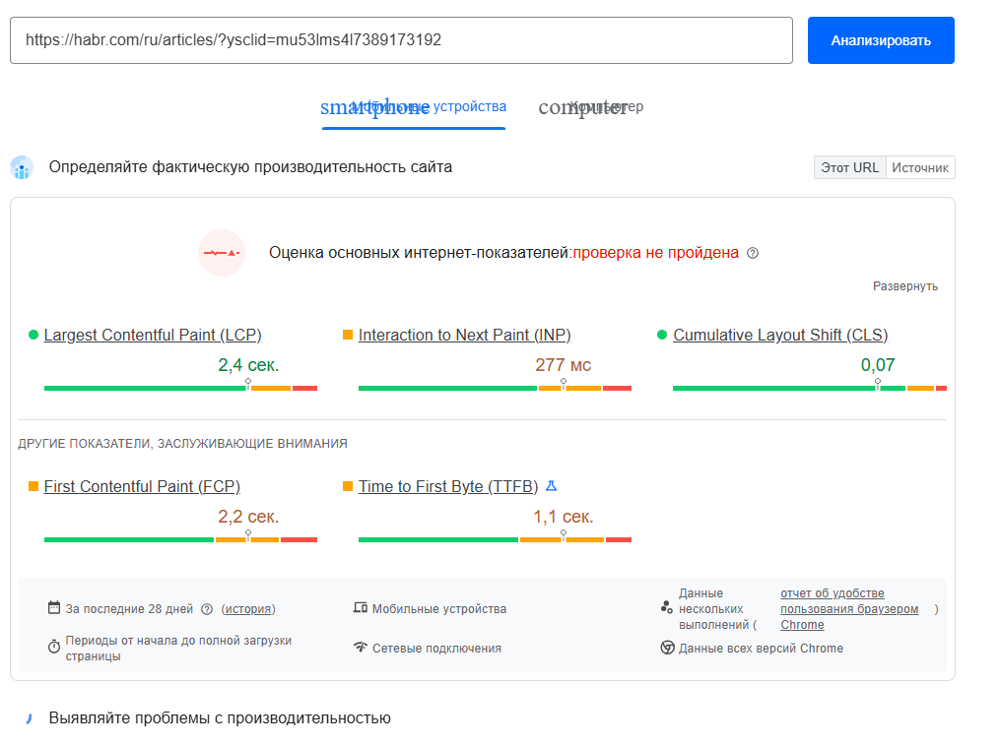 https://habr.com/ru/articles/?ysclid=mu53lms4l7389173192
Анализировать
smartphone Мобильные устройства
computer Компьютер
Определяйте фактическую производительность сайта
Этот URL
Источник
Оценка основных интернет-показателей:проверка не пройдена
Развернуть
Largest Contentful Paint (LCP)
2,4 сек.
Interaction to Next Paint (INP)
277 мс
Cumulative Layout Shift (CLS)
0,07
ДРУГИЕ ПОКАЗАТЕЛИ, ЗАСЛУЖИВАЮЩИЕ ВНИМАНИЯ
First Contentful Paint (FCP)
2,2 сек.
Time to First Byte (TTFB)
1,1 сек.
За последние 28 дней (история)
Мобильные устройства
Данные
нескольких
выполнений (
отчет об удобстве
пользования браузером
Chrome
)
Периоды от начала до полной загрузки
страницы
Сетевые подключения
Данные всех версий Chrome
Выявляйте проблемы с производительностью